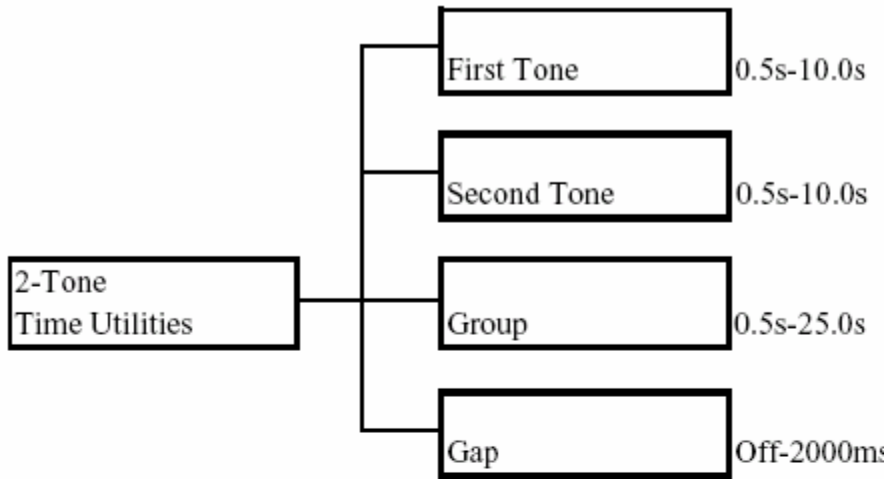 First Tone
0.5s-10.0s
Second Tone
0.5s-10.0s
2-Tone
Time Utilities
Group
0.5s-25.0s
Gap
Off-2000ms